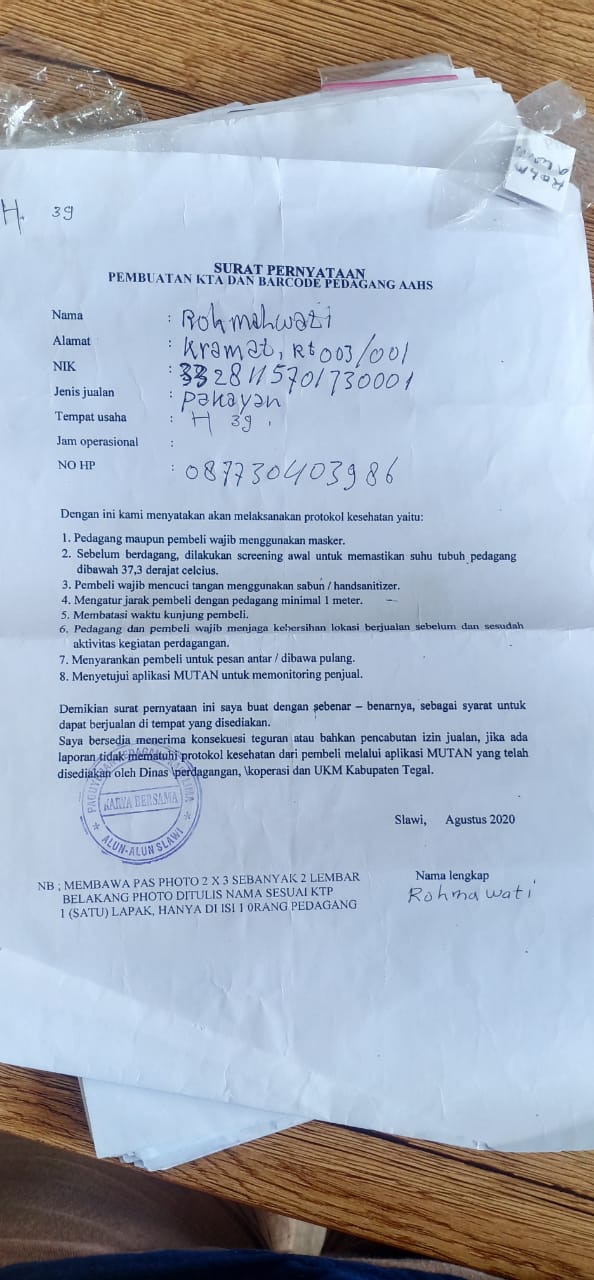 Rohm
a wati
H. 39
SURAT PERNYATAAN
PEMBUATAN KTA DAN BARCODE PEDAGANG AAHS
Nama : Rohmahwati
Alamat : Kramat, Rt 003/001
NIK : 3328115701730001
Jenis jualan : Pakayan
Tempat usaha : H 39.
Jam operasional :
NO HP : 087730403986
Dengan ini kami menyatakan akan melaksanakan protokol kesehatan yaitu:
1. Pedagang maupun pembeli wajib menggunakan masker.
2. Sebelum berdagang, dilakukan screening awal untuk memastikan suhu tubuh pedagang
dibawah 37,3 derajat celcius.
3. Pembeli wajib mencuci tangan menggunakan sabun / handsanitizer.
4. Mengatur jarak pembeli dengan pedagang minimal 1 meter.
5. Membatasi waktu kunjung pembeli.
6. Pedagang dan pembeli wajib menjaga kebersihan lokasi berjualan sebelum dan sesudah
aktivitas kegiatan perdagangan.
7. Menyarankan pembeli untuk pesan antar / dibawa pulang.
8. Menyetujui aplikasi MUTAN untuk memonitoring penjual.
Demikian surat pernyataan ini saya buat dengan sebenar – benarnya, sebagai syarat untuk
dapat berjualan di tempat yang disediakan.
Saya bersedia menerima konsekuesi teguran atau bahkan pencabutan izin jualan, jika ada
laporan tidak mematuhi protokol kesehatan dari pembeli melalui aplikasi MUTAN yang telah
disediakan oleh Dinas \perdagangan, \koperasi dan UKM Kabupaten Tegal.
PAGUYUBAN PEDAGANG KAKI LIMA
KARYA BERSAMA
ALUN-ALUN SLAWI
Slawi, Agustus 2020
NB ; MEMBAWA PAS PHOTO 2 X 3 SEBANYAK 2 LEMBAR
BELAKANG PHOTO DITULIS NAMA SESUAI KTP
1 (SATU) LAPAK, HANYA DI ISI 1 0RANG PEDAGANG
Nama lengkap
Rohma wati